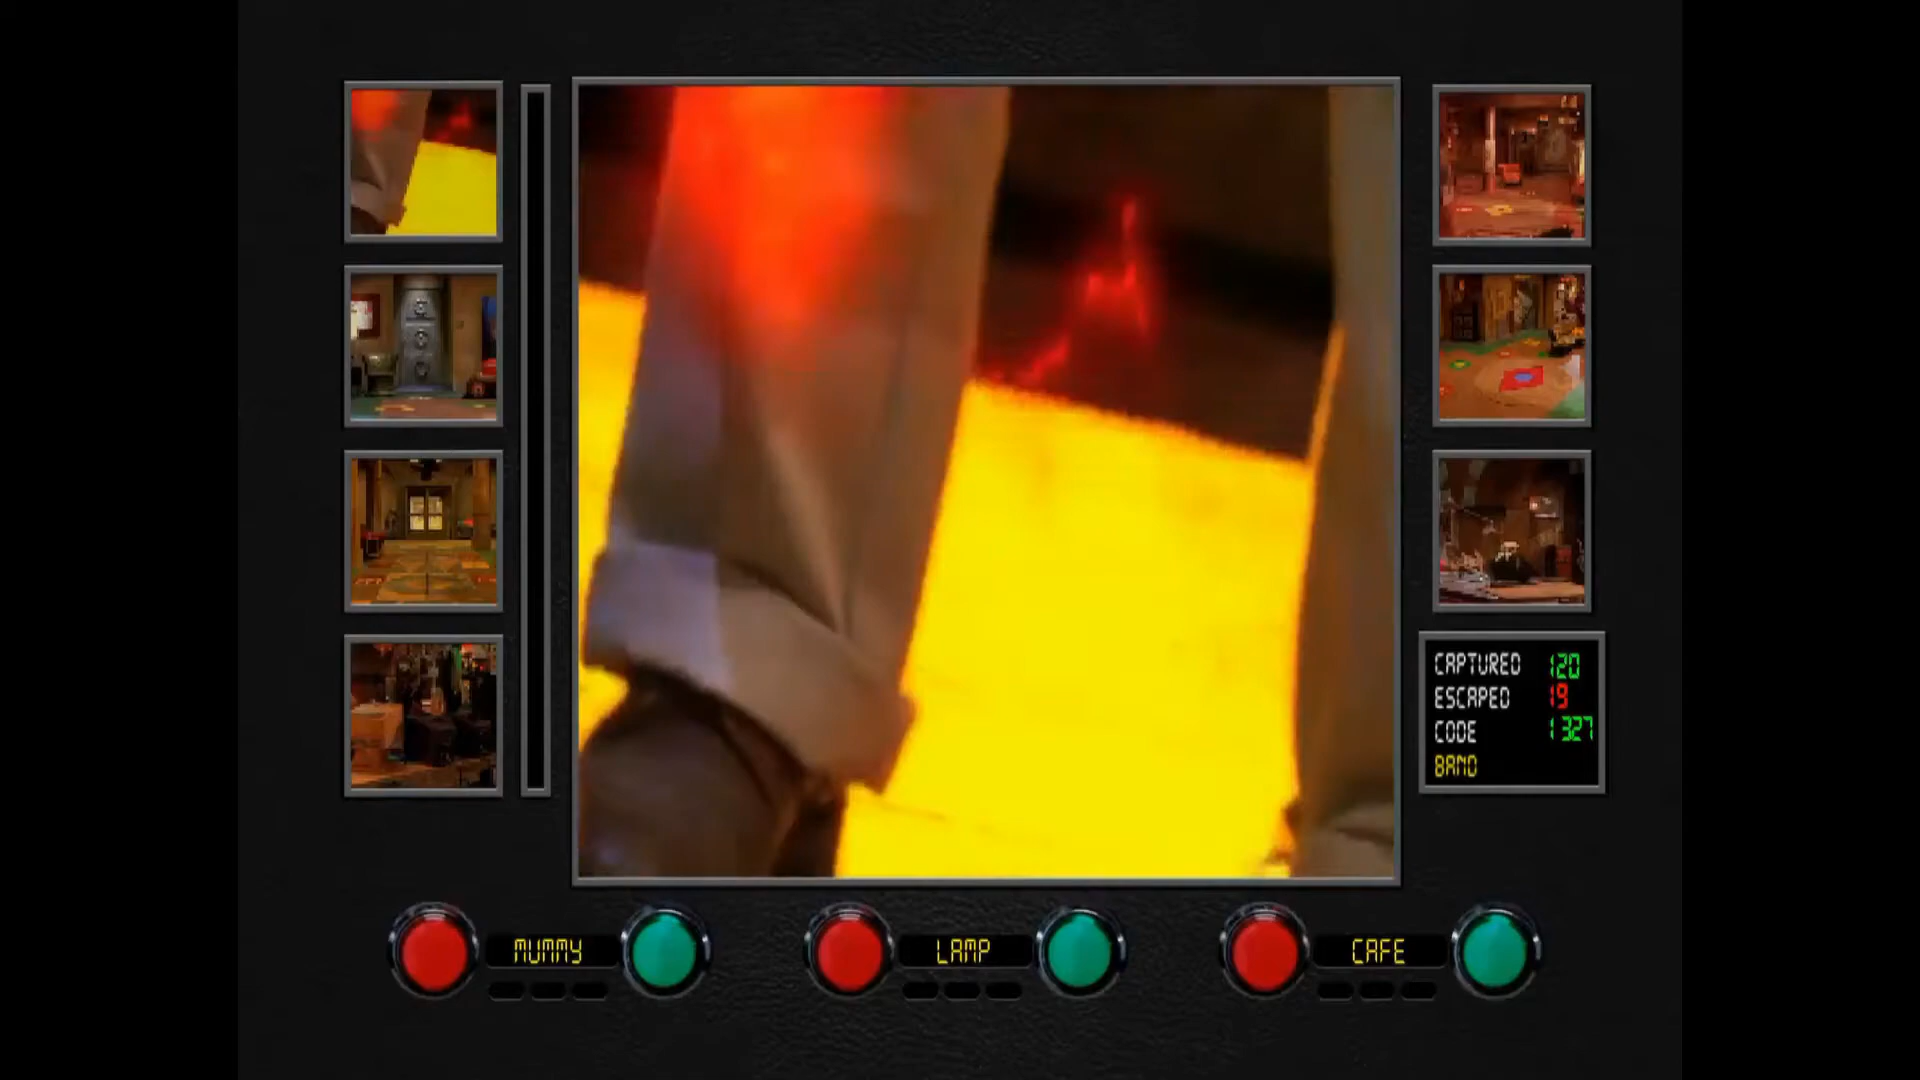 CAPTURED 120
ESCAPED 19
CODE 1327
BAND
MUMMY LAMP CAFE